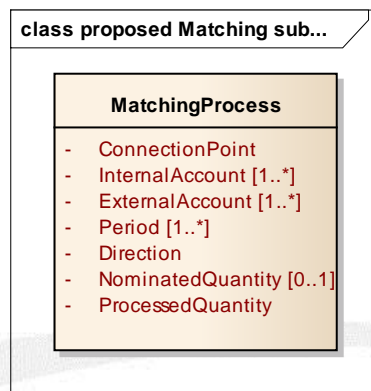 class proposed Matching sub...
MatchingProcess
- ConnectionPoint
- InternalAccount [1..*]
- ExternalAccount [1..*]
- Period [1..*]
- Direction
- NominatedQuantity [0..1]
- ProcessedQuantity